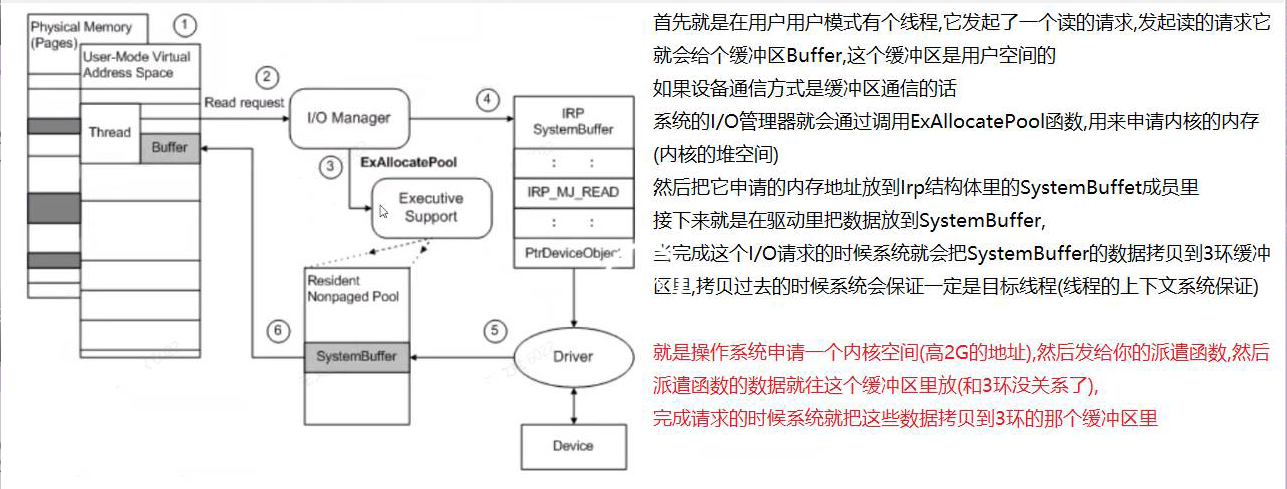 Physical Memory
(Pages)
①
User-Mode Virtual
Address Space
②
Read request
Thread
Buffer
I/O Manager
③
ExAllocatePool
Executive
Support
④
IRP
SystemBuffer
: :
IRP_MJ_READ
: :
PtrDeviceObject
Resident
Nonpaged Pool
⑥
SystemBuffer
⑤
Driver
Device
首先就是在用户用户模式有个线程,它发起了一个读的请求,发起读的请求它
就会给个缓冲区Buffer,这个缓冲区是用户空间的
如果设备通信方式是缓冲区通信的话
系统的I/O管理器就会通过调用ExAllocatePool函数,用来申请内核的内存
(内核的堆空间)
然后把它申请的内存地址放到Irp结构体里的SystemBuffet成员里
接下来就是在驱动里把数据放到SystemBuffer,
当完成这个I/O请求的时候系统就会把SystemBuffer的数据拷贝到3环缓冲
区里,拷贝过去的时候系统会保证一定是目标线程(线程的上下文系统保证)
就是操作系统申请一个内核空间(高2G的地址),然后发给你的派遣函数,然后
派遣函数的数据就往这个缓冲区里放(和3环没关系了),
完成请求的时候系统就把这些数据拷贝到3环的那个缓冲区里